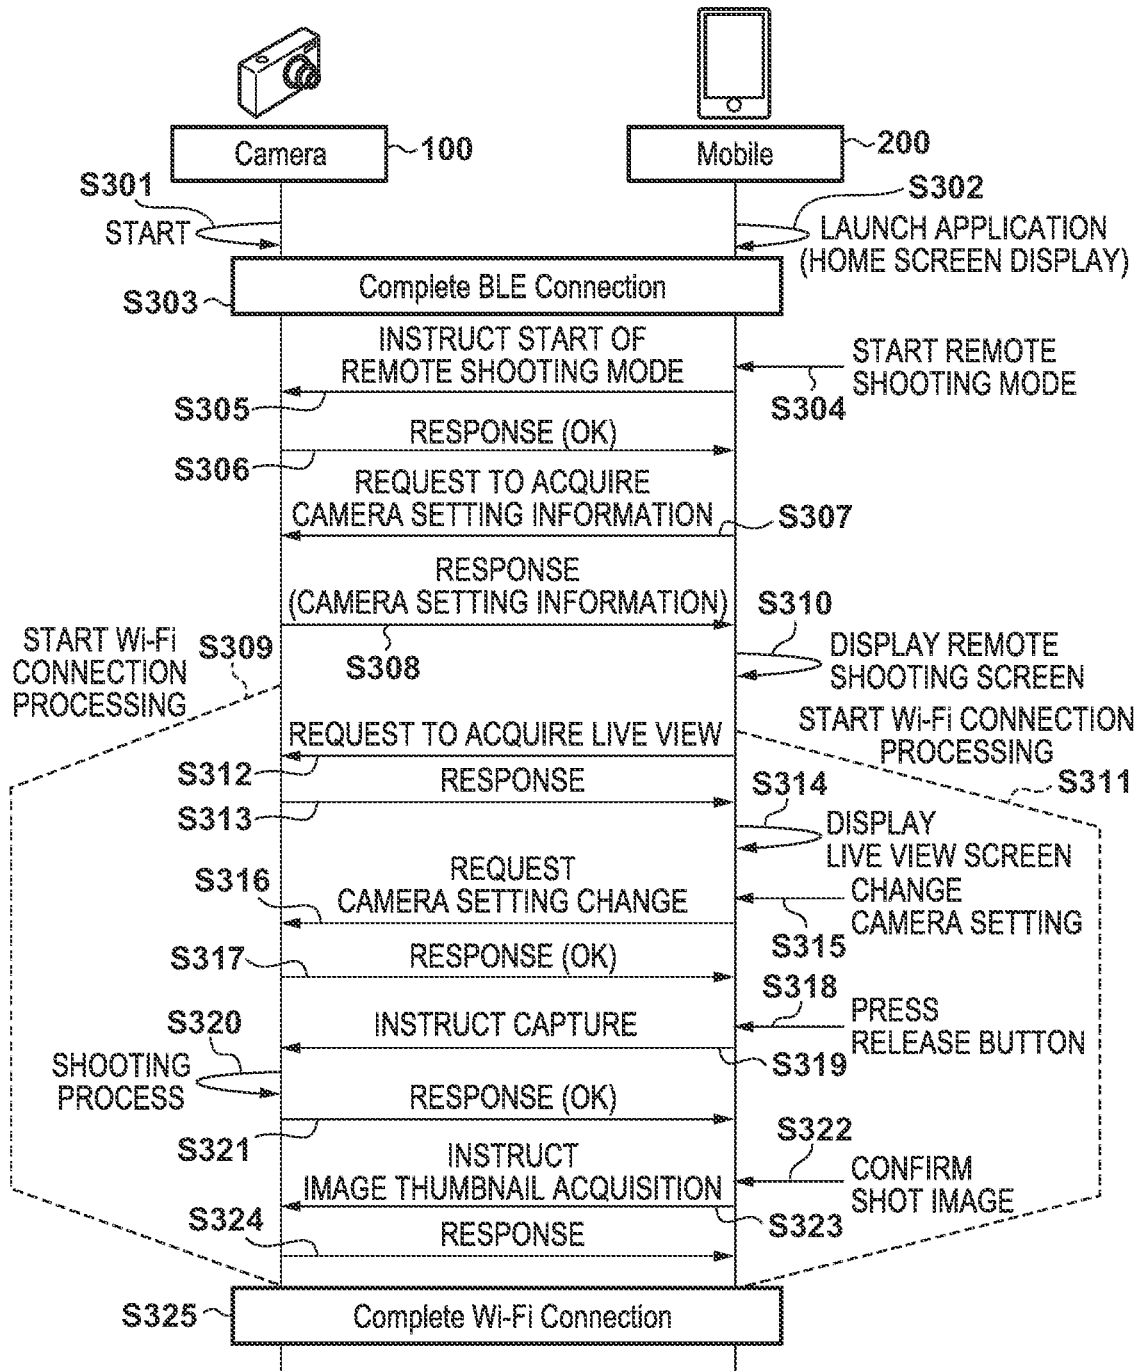 Camera
100
Mobile
200
S301
START
S302
LAUNCH APPLICATION
(HOME SCREEN DISPLAY)
Complete BLE Connection
S303
INSTRUCT START OF
REMOTE SHOOTING MODE
START REMOTE
SHOOTING MODE
S304
S305
RESPONSE (OK)
S306
REQUEST TO ACQUIRE
CAMERA SETTING INFORMATION
S307
RESPONSE
(CAMERA SETTING INFORMATION)
S308
START Wi-Fi
CONNECTION
PROCESSING
S309
S310
DISPLAY REMOTE
SHOOTING SCREEN
START Wi-Fi CONNECTION
PROCESSING
S311
REQUEST TO ACQUIRE LIVE VIEW
S312
RESPONSE
S313
S314
DISPLAY
LIVE VIEW SCREEN
CHANGE
CAMERA SETTING
S315
REQUEST
CAMERA SETTING CHANGE
S316
RESPONSE (OK)
S317
S318
PRESS
RELEASE BUTTON
INSTRUCT CAPTURE
S319
S320
SHOOTING
PROCESS
RESPONSE (OK)
S321
S322
CONFIRM
SHOT IMAGE
INSTRUCT
IMAGE THUMBNAIL ACQUISITION
S323
RESPONSE
S324
Complete Wi-Fi Connection
S325